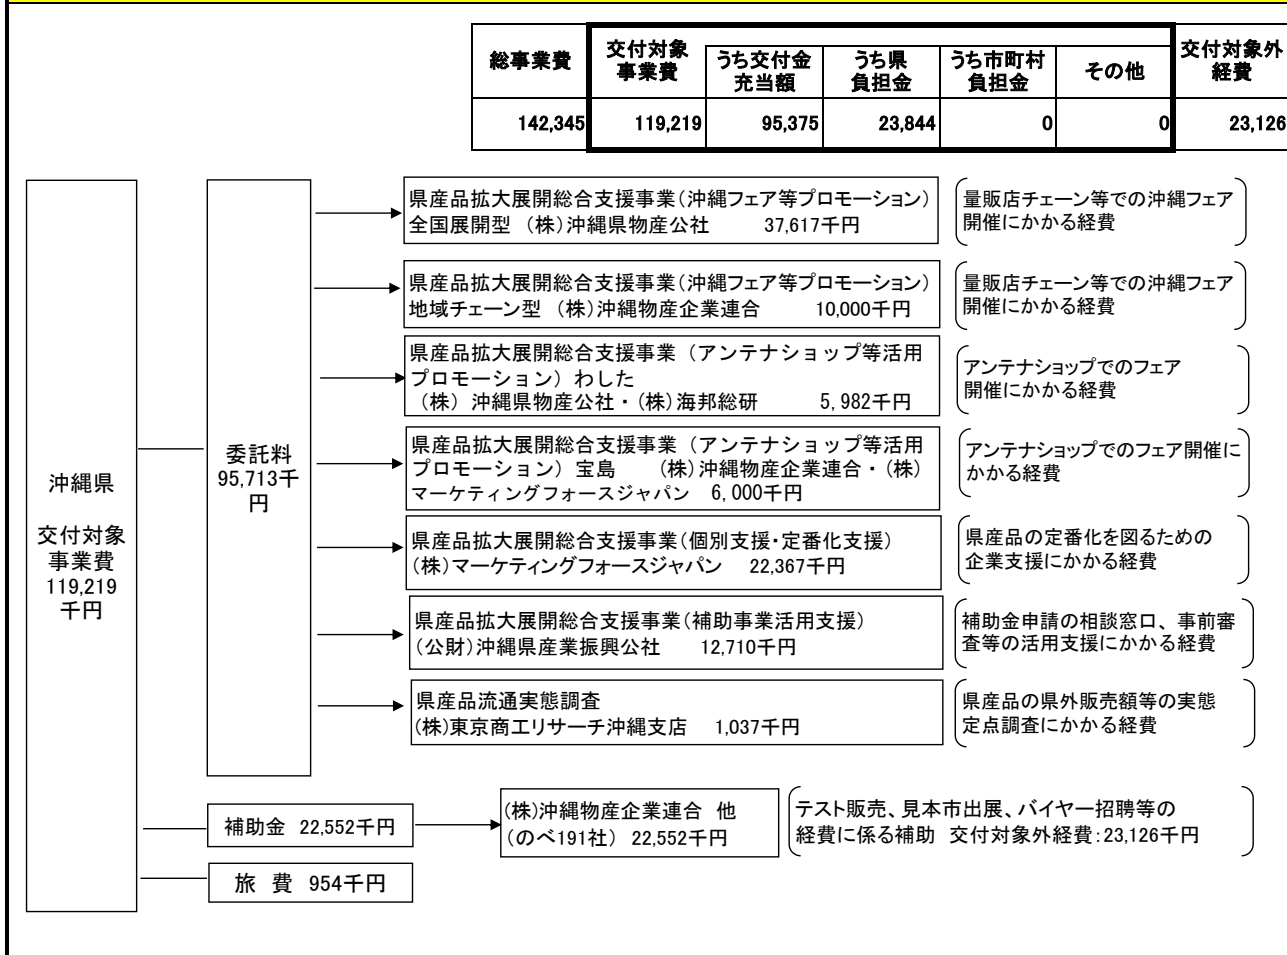 総事業費
交付対象
事業費
うち交付金
充当額
うち県
負担金
うち市町村
負担金
その他
交付対象外
経費
142,345 119,219 95,375 23,844 0 0 23,126
沖縄県
交付対象
事業費
119,219
千円
委託料
95,713千
円
県産品拡大展開総合支援事業(沖縄フェア等プロモーション)
全国展開型 (株)沖縄県物産公社 37,617千円
量販店チェーン等での沖縄フェア
開催にかかる経費
県産品拡大展開総合支援事業(沖縄フェア等プロモーション)
地域チェーン型 (株)沖縄物産企業連合 10,000千円
量販店チェーン等での沖縄フェア
開催にかかる経費
県産品拡大展開総合支援事業(アンテナショップ等活用
プロモーション)わした
(株)沖縄県物産公社・(株)海邦総研 5,982千円
アンテナショップでのフェア
開催にかかる経費
県産品拡大展開総合支援事業(アンテナショップ等活用
プロモーション)宝島 (株)沖縄物産企業連合・(株)
マーケティングフォースジャパン 6,000千円
アンテナショップでのフェア開催に
かかる経費
県産品拡大展開総合支援事業(個別支援・定番化支援)
(株)マーケティングフォースジャパン 22,367千円
県産品の定番化を図るための
企業支援にかかる経費
県産品拡大展開総合支援事業(補助事業活用支援)
(公財)沖縄県産業振興公社 12,710千円
補助金申請の相談窓口、事前審
査等の活用支援にかかる経費
県産品流通実態調査
(株)東京商工リサーチ沖縄支店 1,037千円
県産品の県外販売額等の実態
定点調査にかかる経費
補助金 22,552千円
(株)沖縄物産企業連合 他
(のべ191社) 22,552千円
テスト販売、見本市出展、バイヤー招聘等の
経費に係る補助 交付対象外経費:23,126千円
旅 費 954千円